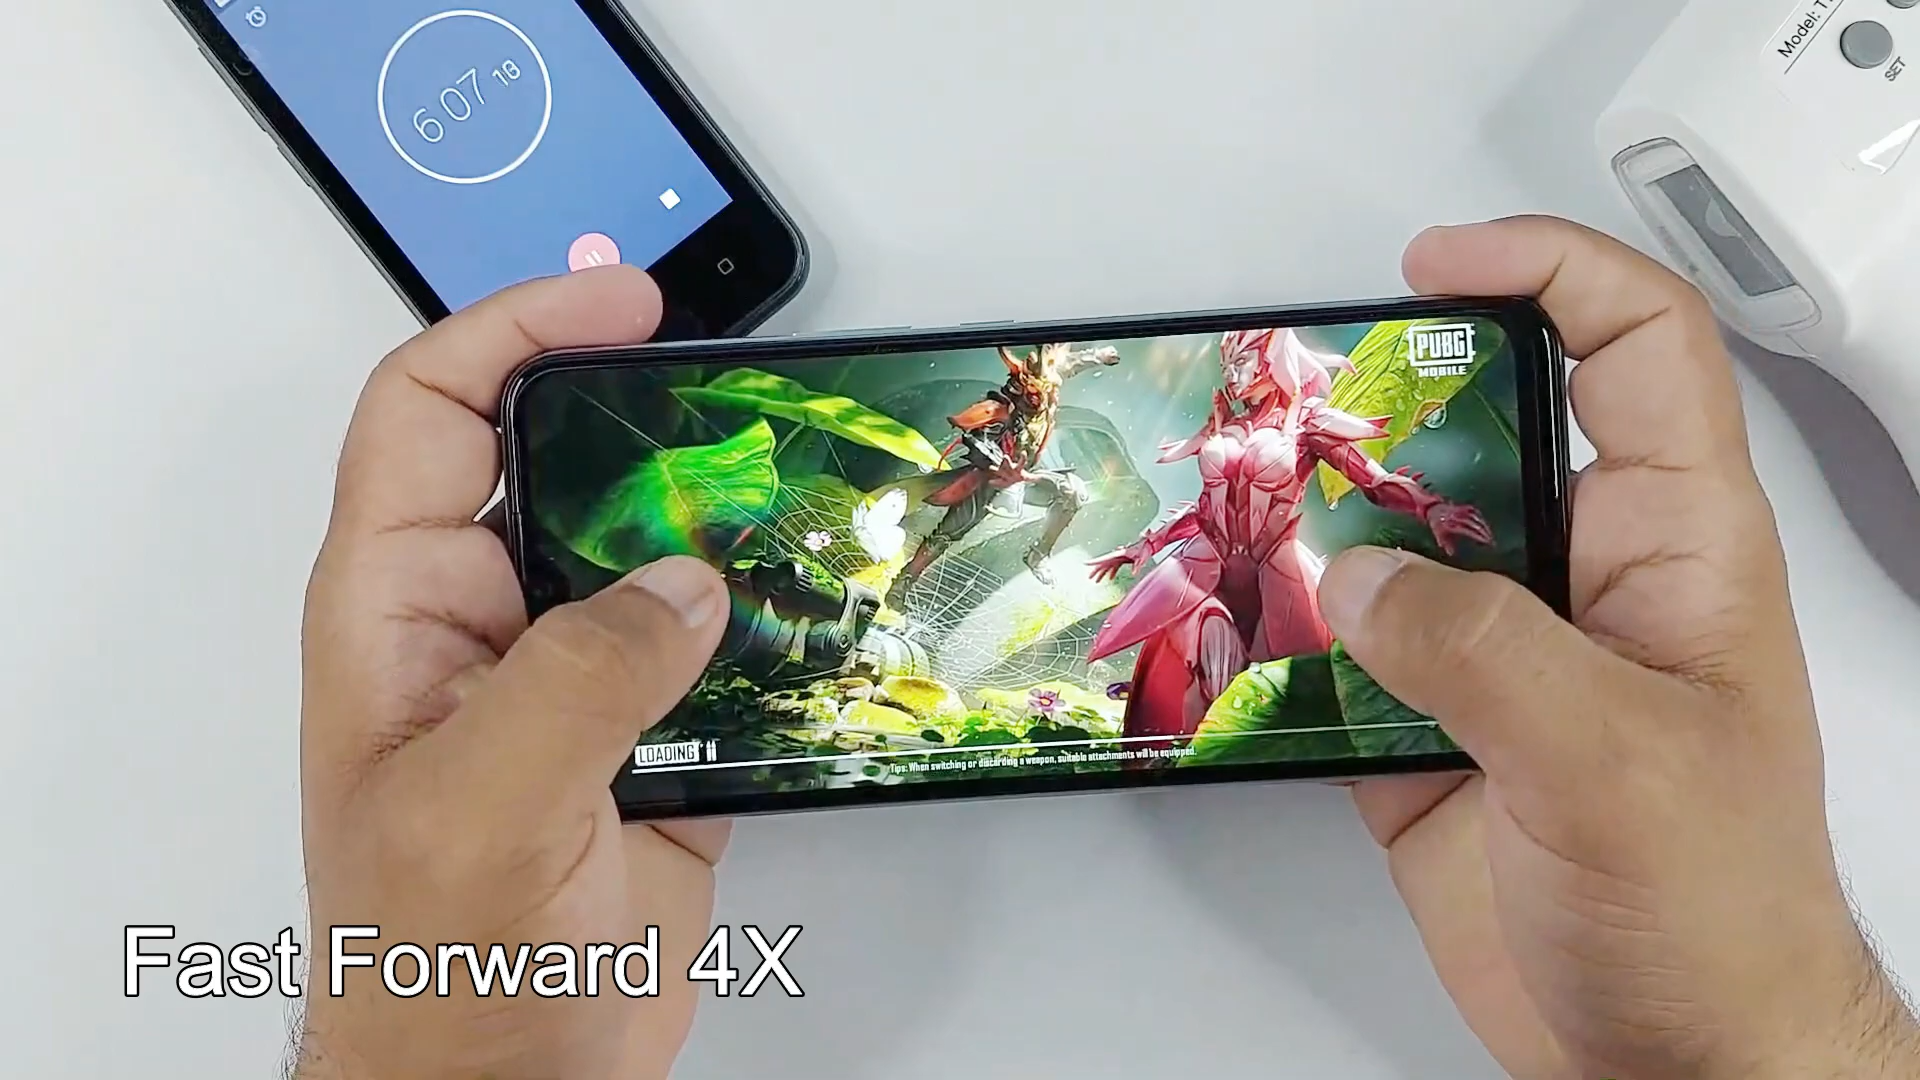 6 07 18
Model: T
SET
PUBG
MOBILE
LOADING
Tips: When switching or discarding a weapon, suitable attachments will be equipped.
Fast Forward 4X